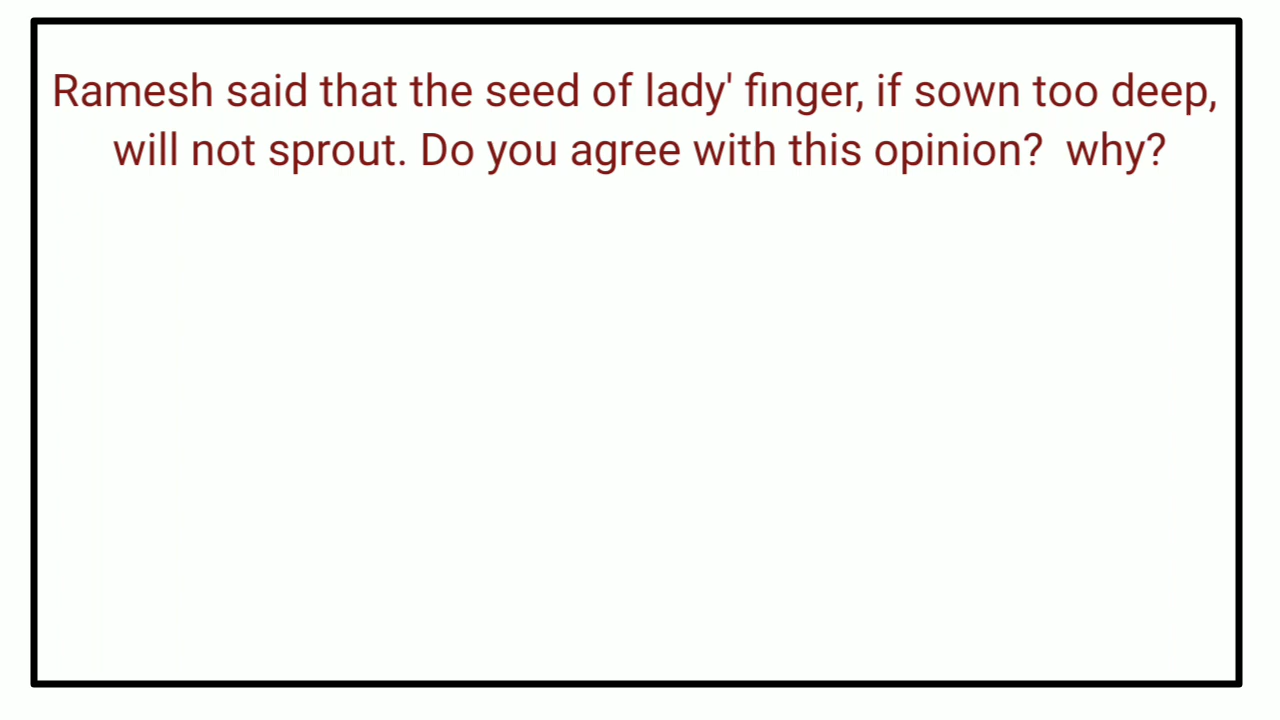 Ramesh said that the seed of lady' finger, if sown too deep,
will not sprout. Do you agree with this opinion?  why?